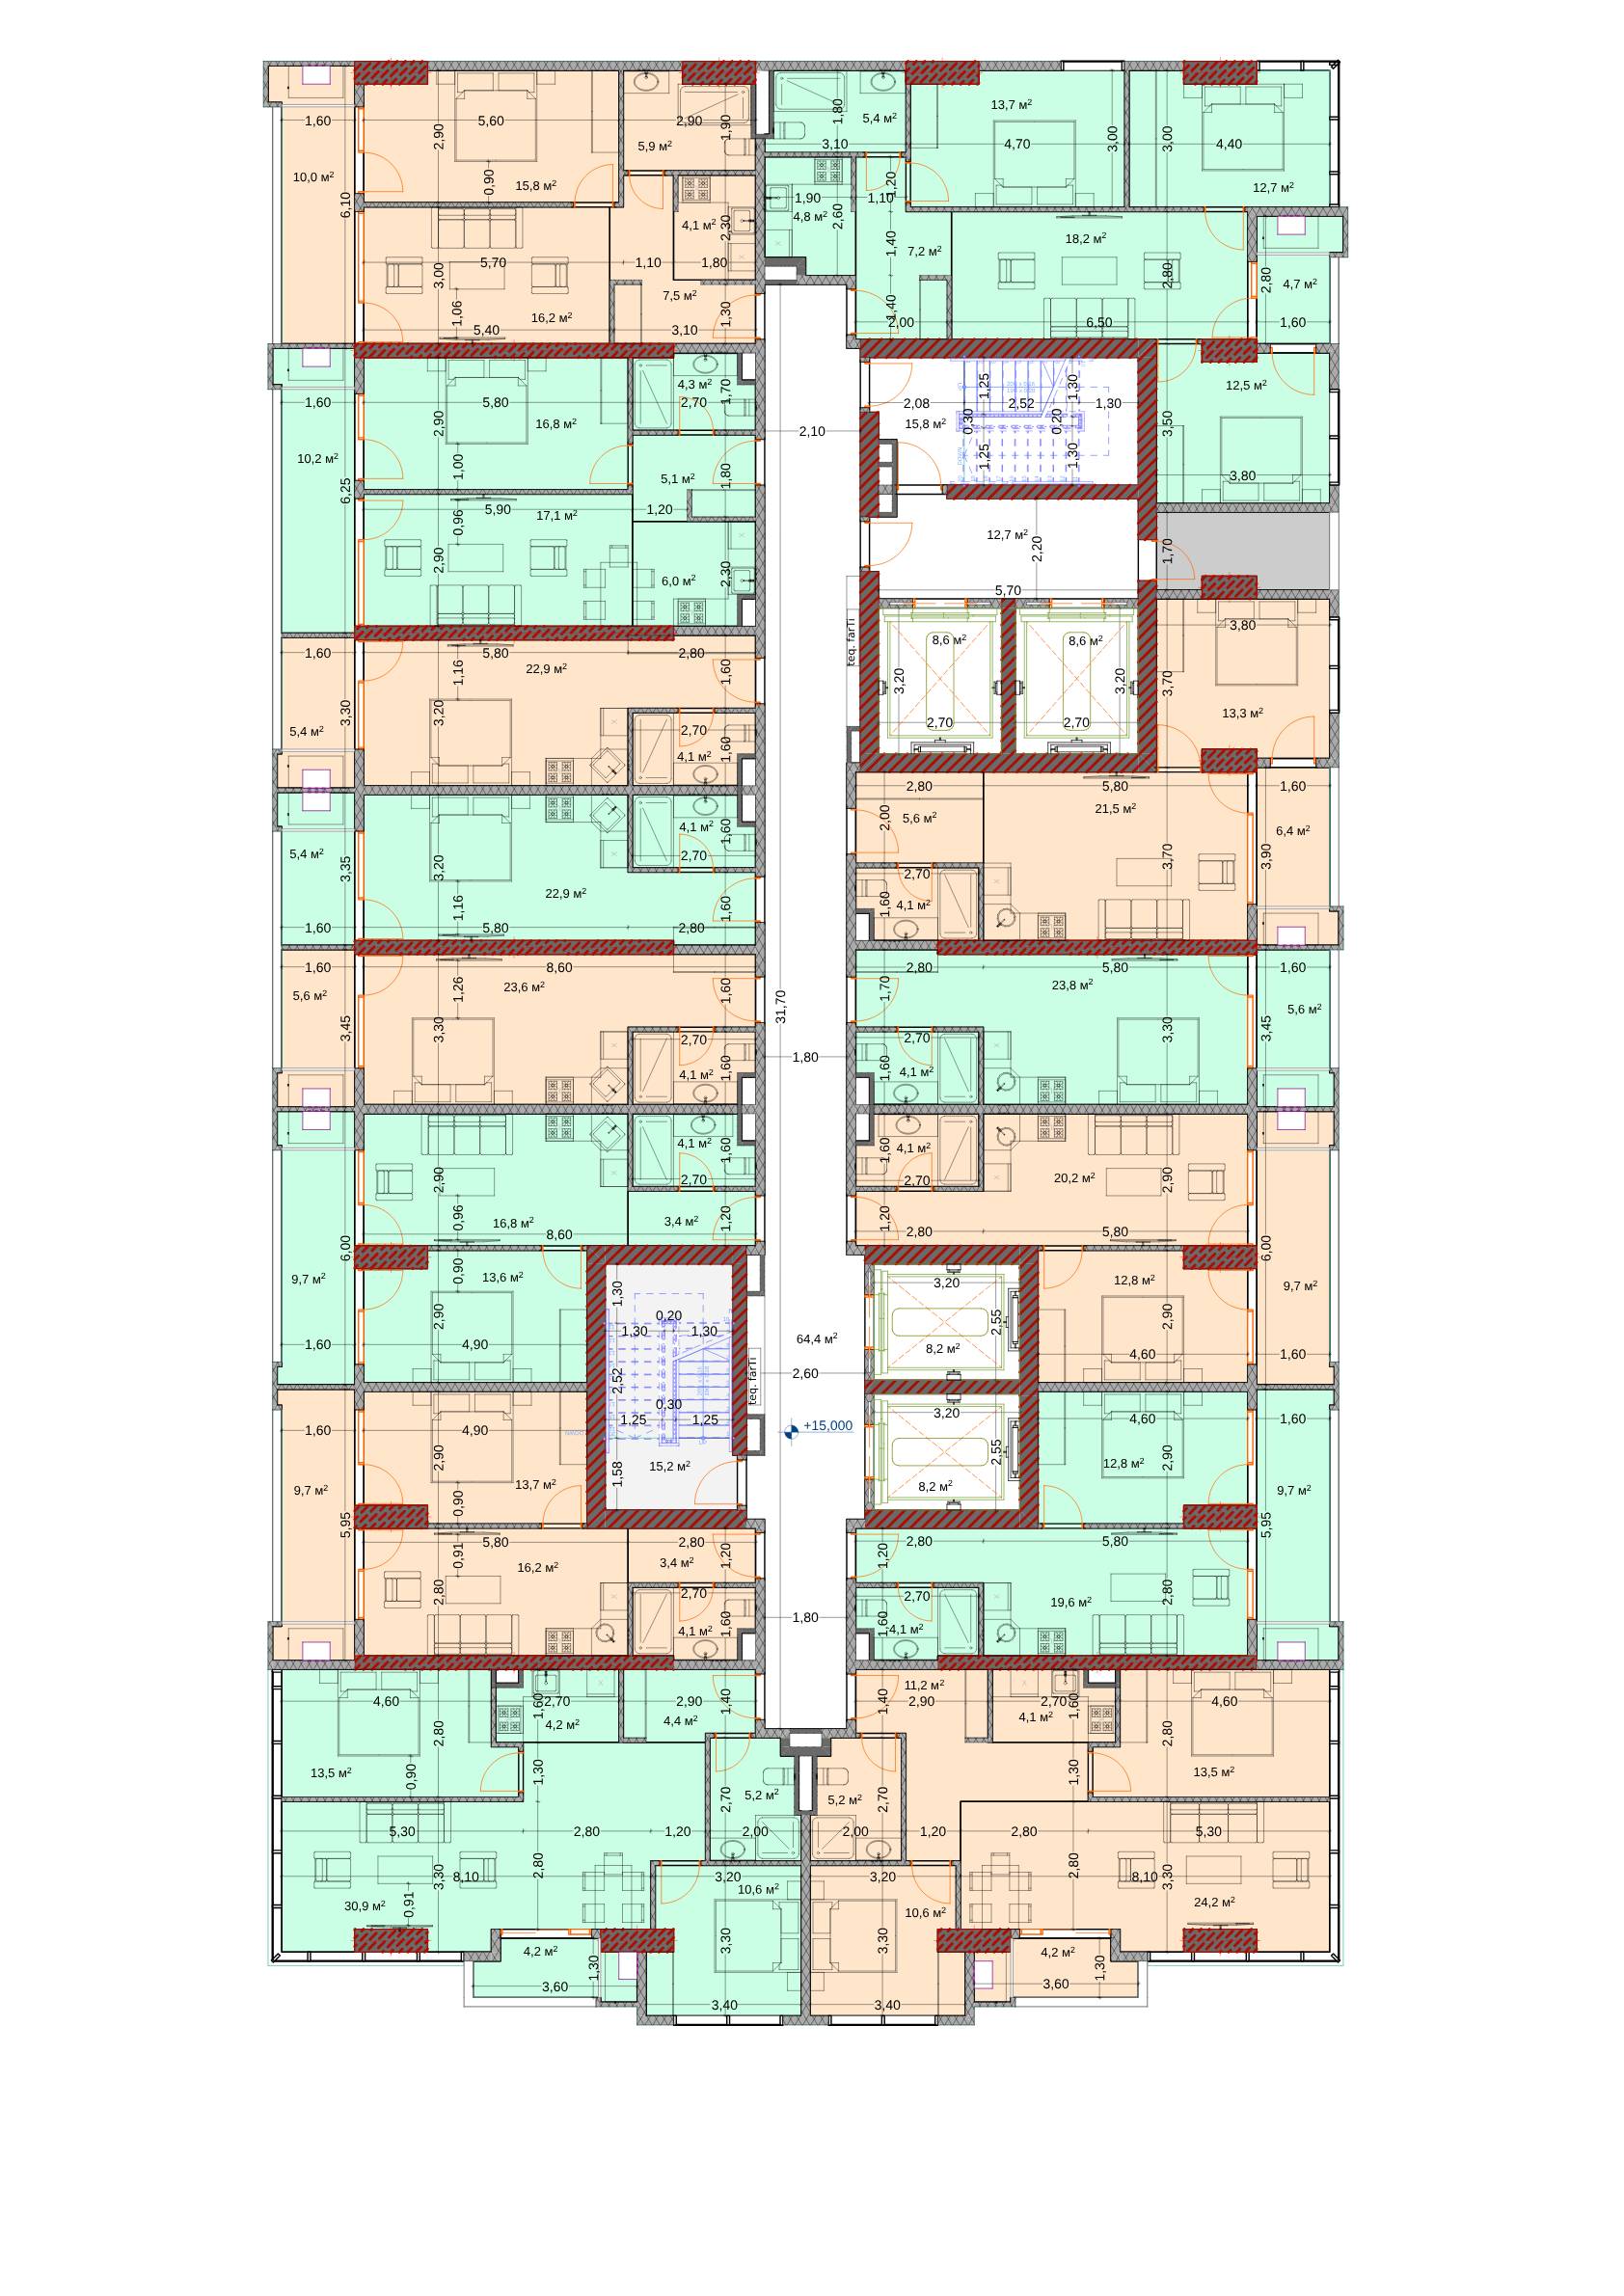 1,60
5,60
2,90
0,90
15,8 м²
10,0 м²
6,10
5,9 м²
2,90
1,90
1,80
5,4 м²
3,10
13,7 м²
4,70
3,00
3,00
4,40
12,7 м²
4,1 м²
2,30
1,80
1,10
7,5 м²
3,10
1,30
5,70
3,00
1,06
16,2 м²
5,40
1,90
4,8 м²
2,60
1,10
1,20
1,40
7,2 м²
1,40
2,00
18,2 м²
2,80
6,50
2,80
4,7 м²
1,60
1,60
5,80
2,90
16,8 м²
1,00
10,2 м²
6,25
4,3 м²
2,70
1,70
5,1 м²
1,80
1,20
5,90
0,96
17,1 м²
2,90
6,0 м²
2,30
2,10
2,08
15,8 м²
1,25
2,52
1,30
1,30
0,30
0,20
1,25
1,30
12,5 м²
3,50
3,80
12,7 м²
2,20
5,70
1,70
1,60
5,80
2,80
22,9 м²
1,16
1,60
3,20
3,30
5,4 м²
2,70
4,1 м²
1,60
teq. farTi
8,6 м²
3,20
2,70
8,6 м²
3,20
2,70
3,80
3,70
13,3 м²
5,4 м²
3,35
3,20
4,1 м²
1,60
2,70
22,9 м²
1,16
1,60
1,60
5,80
2,80
2,80
2,00
5,6 м²
5,80
21,5 м²
3,70
1,60
6,4 м²
3,90
2,70
1,60
4,1 м²
1,60
8,60
23,6 м²
1,26
1,60
5,6 м²
3,45
3,30
2,70
4,1 м²
1,60
31,70
1,80
2,80
5,80
1,70
23,8 м²
3,30
2,70
1,60
4,1 м²
1,60
5,6 м²
3,45
4,1 м²
1,60
2,70
2,90
0,96
16,8 м²
8,60
3,4 м²
1,20
6,00
1,60
4,1 м²
2,70
20,2 м²
2,90
1,20
2,80
5,80
6,00
0,90
13,6 м²
2,90
4,90
9,7 м²
1,60
1,30
0,20
1,30
1,30
2,52
0,30
1,25
1,25
1,58
15,2 м²
64,4 м²
2,60
teq. farTi
+15,000
3,20
2,55
8,2 м²
3,20
2,55
8,2 м²
12,8 м²
2,90
4,60
9,7 м²
1,60
1,60
4,90
2,90
13,7 м²
0,90
9,7 м²
5,95
4,60
12,8 м²
2,90
1,60
9,7 м²
5,95
5,80
0,91
2,80
3,4 м²
1,20
16,2 м²
2,80
2,70
4,1 м²
1,60
1,80
2,80
1,20
5,80
2,70
1,60
4,1 м²
19,6 м²
2,80
4,60
2,80
13,5 м²
0,90
2,70
1,60
4,2 м²
2,90
4,4 м²
1,40
1,30
5,2 м²
2,70
2,00
5,30
2,80
1,20
8,10
3,30
0,91
30,9 м²
2,80
3,20
10,6 м²
3,30
3,40
4,2 м²
1,30
3,60
11,2 м²
2,90
1,40
2,70
1,60
4,1 м²
4,60
2,80
13,5 м²
1,30
5,2 м²
2,70
2,00
1,20
2,80
5,30
8,10
3,30
24,2 м²
2,80
3,20
10,6 м²
3,30
3,40
4,2 м²
1,30
3,60